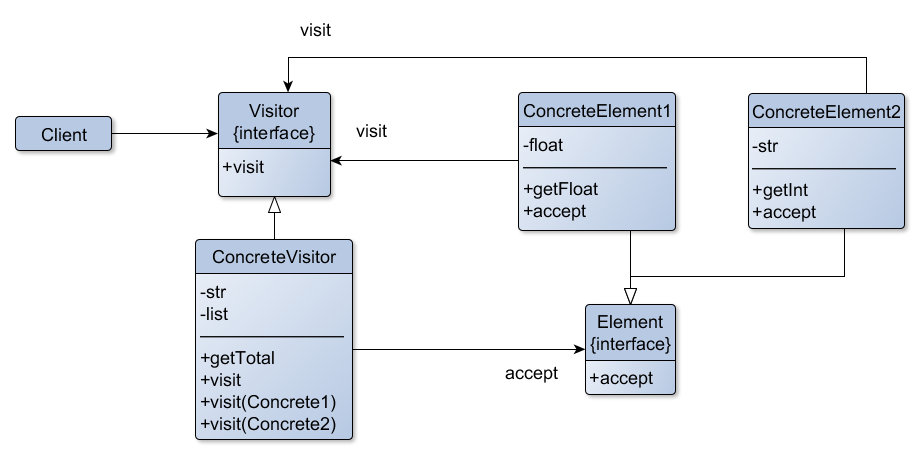 visit
Client
Visitor
{interface}
+visit
visit
ConcreteElement1
-float
+getFloat
+accept
ConcreteElement2
-str
+getInt
+accept
ConcreteVisitor
-str
-list
+getTotal
+visit
+visit(Concrete1)
+visit(Concrete2)
accept
Element
{interface}
+accept